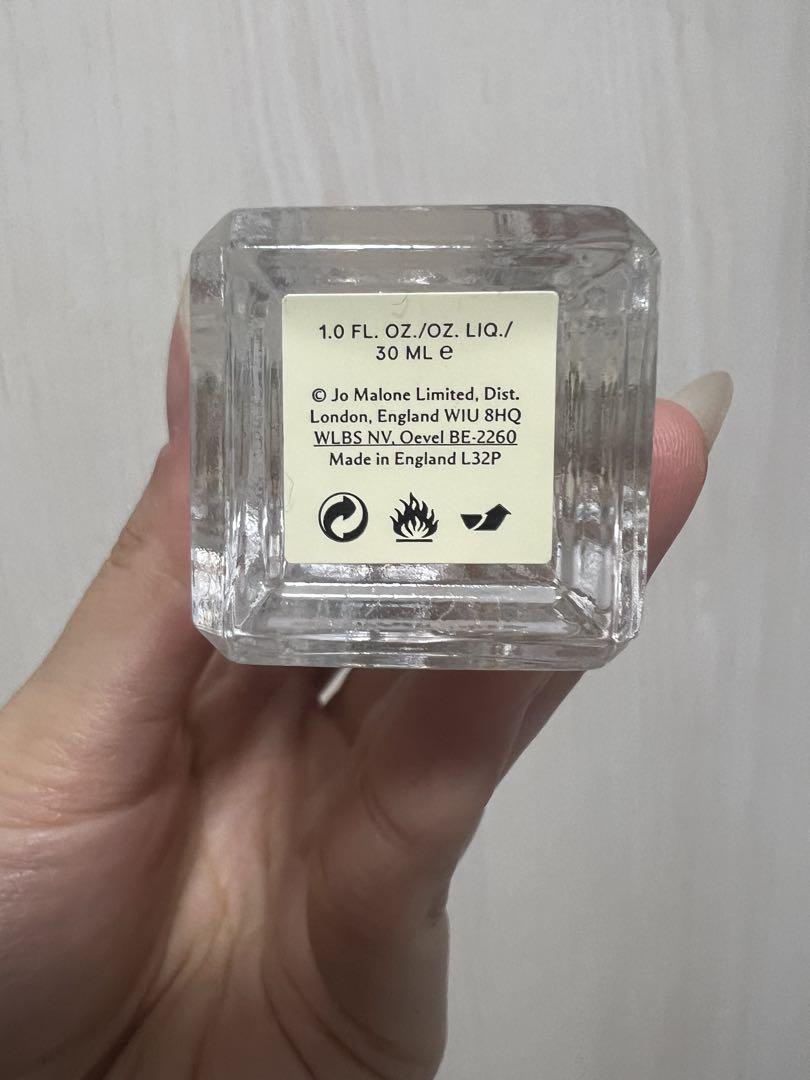 1.0 FL. OZ./OZ. LIQ./
30 ML ℮
© Jo Malone Limited, Dist.
London, England WIU 8HQ
WLBS NV, Oevel BE-2260
Made in England L32P